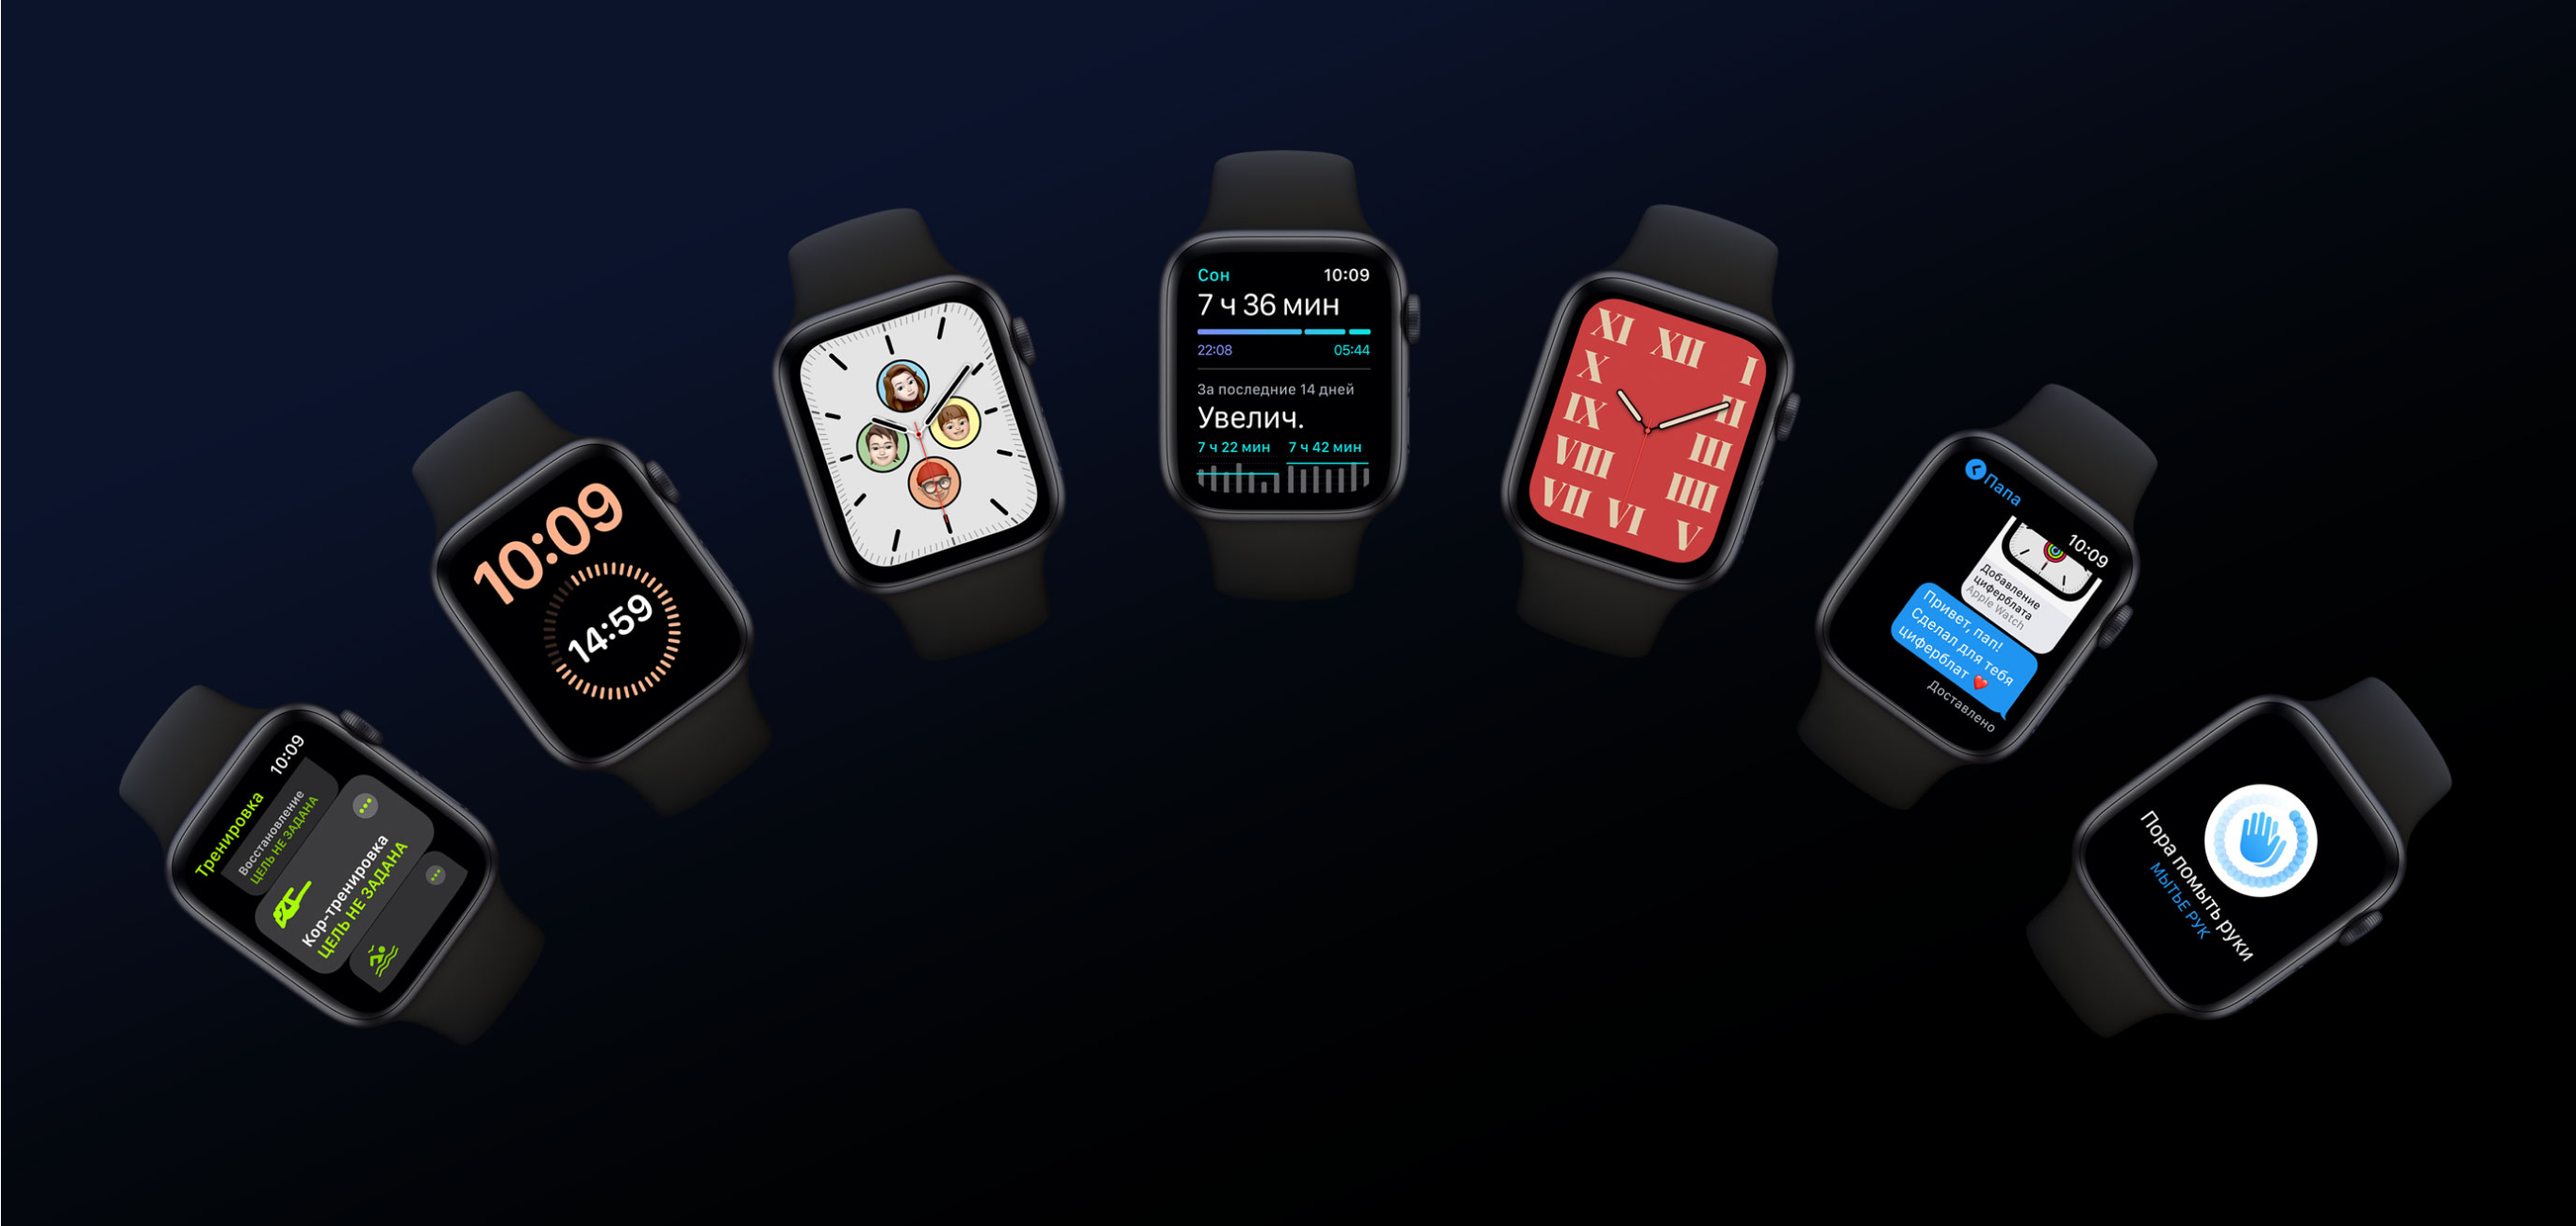 Тренировка
10:09
Восстановление
ЦЕЛЬ НЕ ЗАДАНА
Кор-тренировка
ЦЕЛЬ НЕ ЗАДАНА
10:09
14:59
Сон
10:09
7 ч 36 мин
22:08
05:44
За последние 14 дней
Увелич.
7 ч 22 мин
7 ч 42 мин
XI XII I
X
II
IX
III
VIII
IIII
VII VI V
Папа
10:09
Добавление
циферблата
Apple Watch
Привет, пап!
Сделал для тебя
циферблат ❤️
Доставлено
Пора помыть руки
МЫТЬЕ РУК